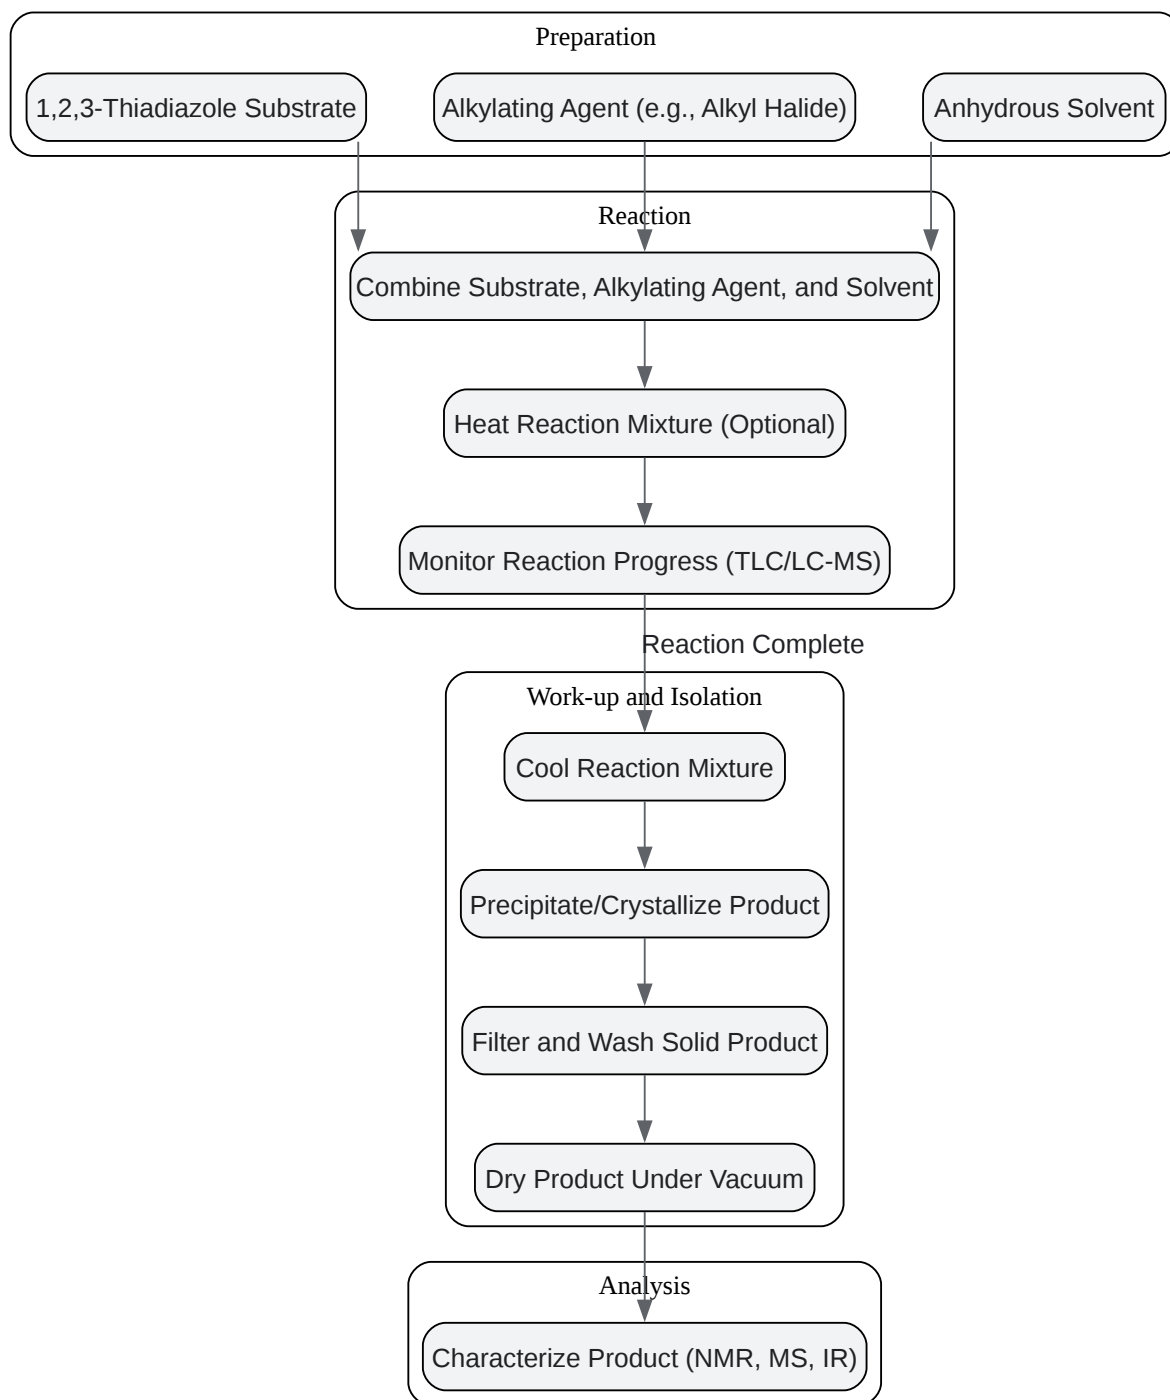 Preparation
1,2,3-Thiadiazole Substrate
Alkylating Agent (e.g., Alkyl Halide)
Anhydrous Solvent
Reaction
Combine Substrate, Alkylating Agent, and Solvent
Heat Reaction Mixture (Optional)
Monitor Reaction Progress (TLC/LC-MS)
Reaction Complete
Work-up and Isolation
Cool Reaction Mixture
Precipitate/Crystallize Product
Filter and Wash Solid Product
Dry Product Under Vacuum
Analysis
Characterize Product (NMR, MS, IR)